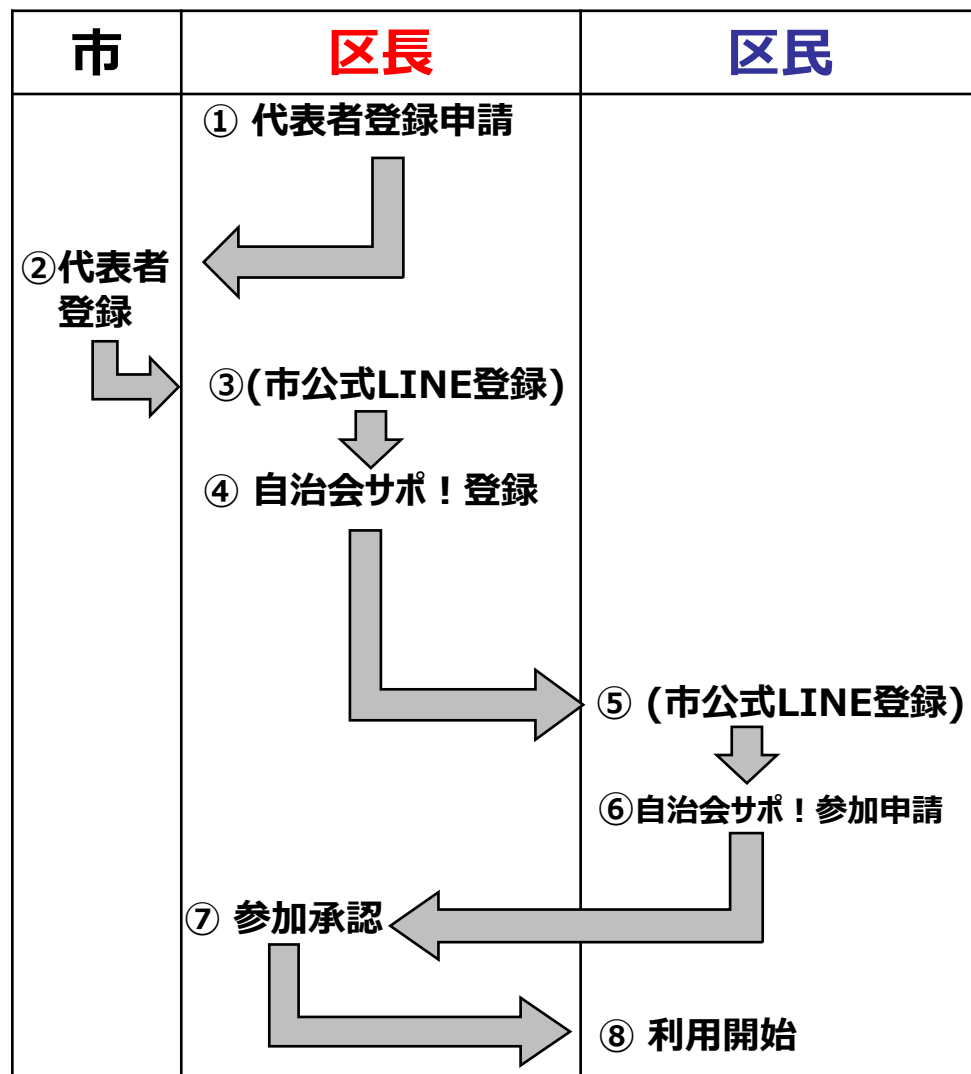 市
区長
区民
① 代表者登録申請
②代表者
登録
③(市公式LINE登録)
④ 自治会サポ！登録
⑤ (市公式LINE登録)
⑥自治会サポ！参加申請
⑦ 参加承認
⑧ 利用開始